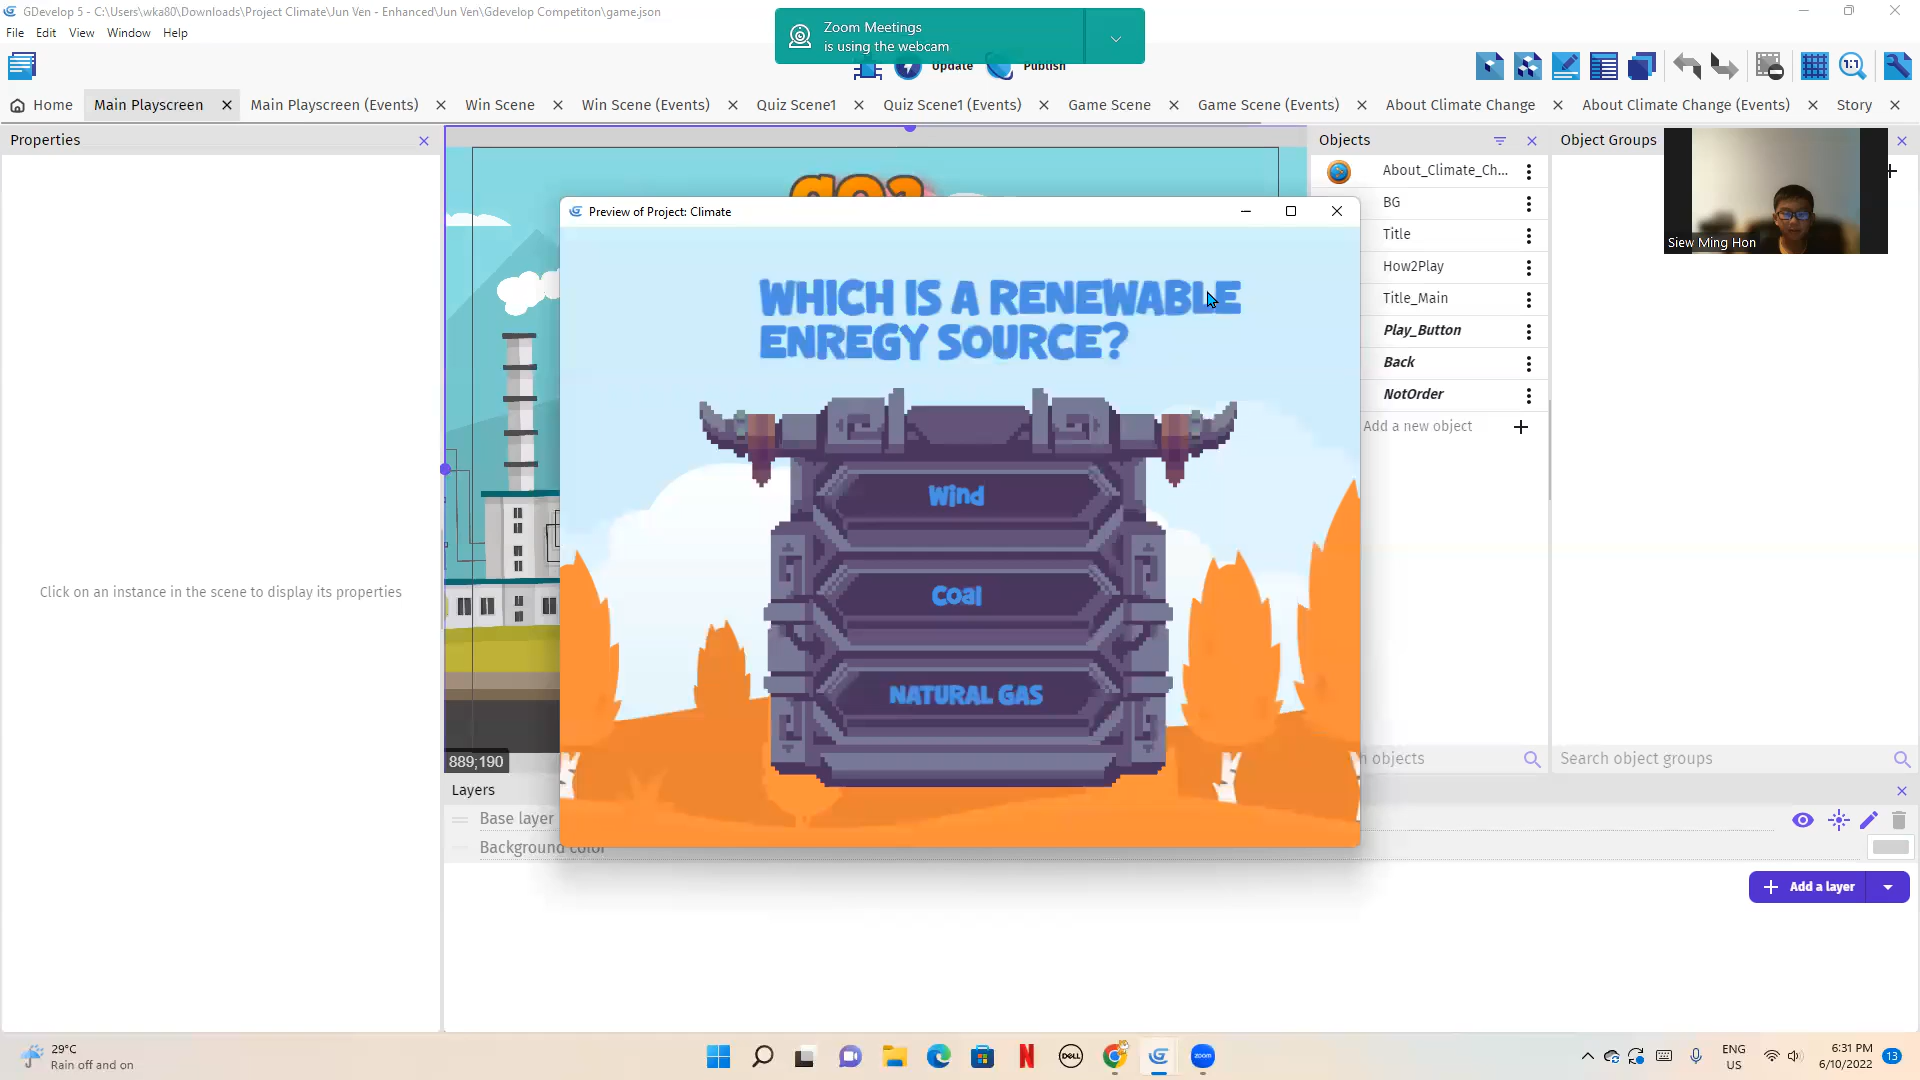 GDevelop 5 - C:\Users\wka80\Downloads\Project Climate\Jun Ven - Enhanced\Jun Ven\Gdevelop Competiton\game.json
File Edit View Window Help
Zoom Meetings
is using the webcam
Update Publish
1:1
Home Main Playscreen Main Playscreen (Events) Win Scene Win Scene (Events) Quiz Scene1 Quiz Scene1 (Events) Game Scene Game Scene (Events) About Climate Change About Climate Change (Events) Story
Properties
Objects
Object Groups
About_Climate_Ch...
BG
Title
How2Play
Title_Main
Play_Button
Back
NotOrder
Add a new object
Siew Ming Hon
Preview of Project: Climate
WHICH IS A RENEWABLE
ENREGY SOURCE?
Wind
Coal
NATURAL GAS
Click on an instance in the scene to display its properties
889;190
objects
Search object groups
Layers
Base layer
Background color
Add a layer
29°C
Rain off and on
DELL
zoom
ENG
US
6:31 PM
6/10/2022
13